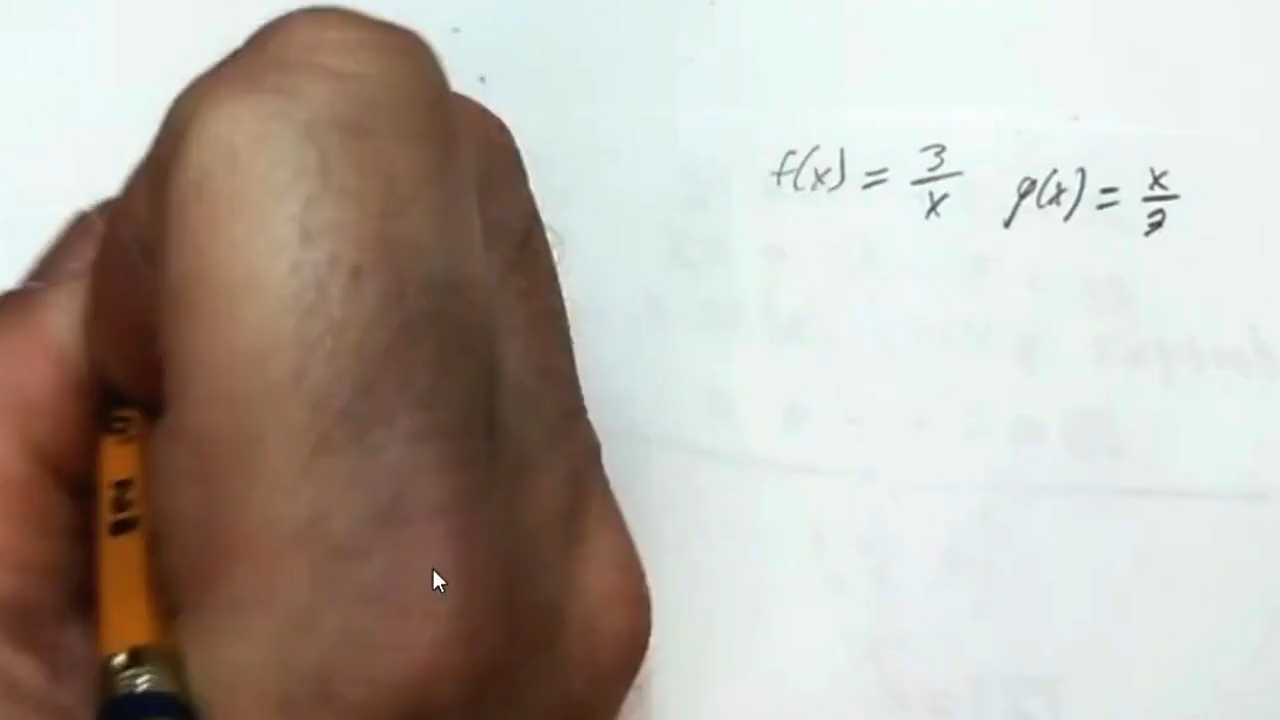 f(x) = 3/x g(x) = x/3